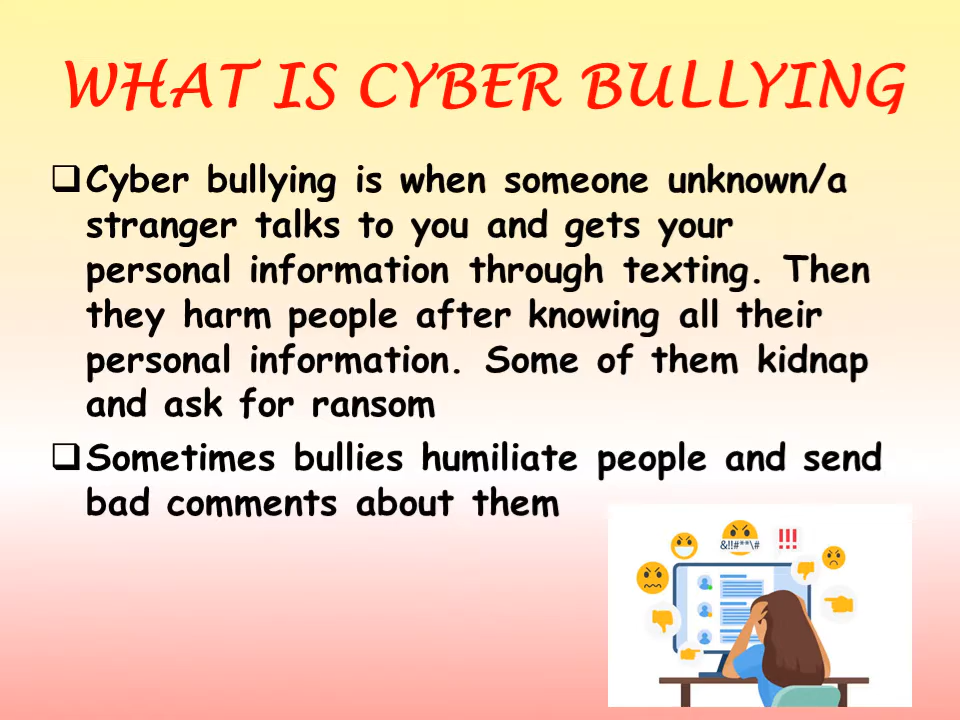 WHAT IS CYBER BULLYING
❑Cyber bullying is when someone unknown/a
stranger talks to you and gets your
personal information through texting. Then
they harm people after knowing all their
personal information. Some of them kidnap
and ask for ransom
❑Sometimes bullies humiliate people and send
bad comments about them
&!!#**\#
!!!